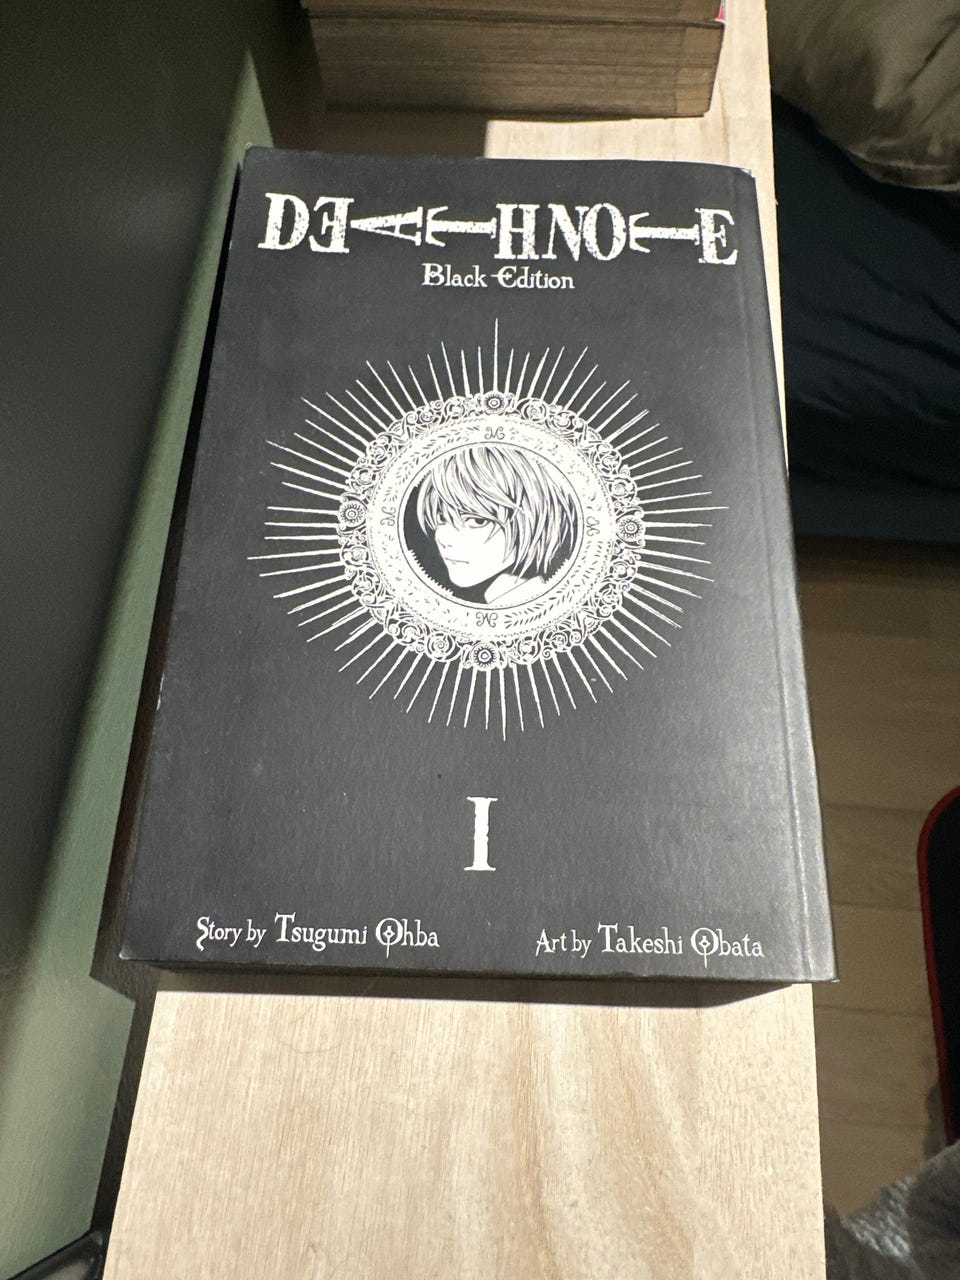 DEATH NOTE
Black Edition
I
Story by Tsugumi Ohba
Art by Takeshi Obata